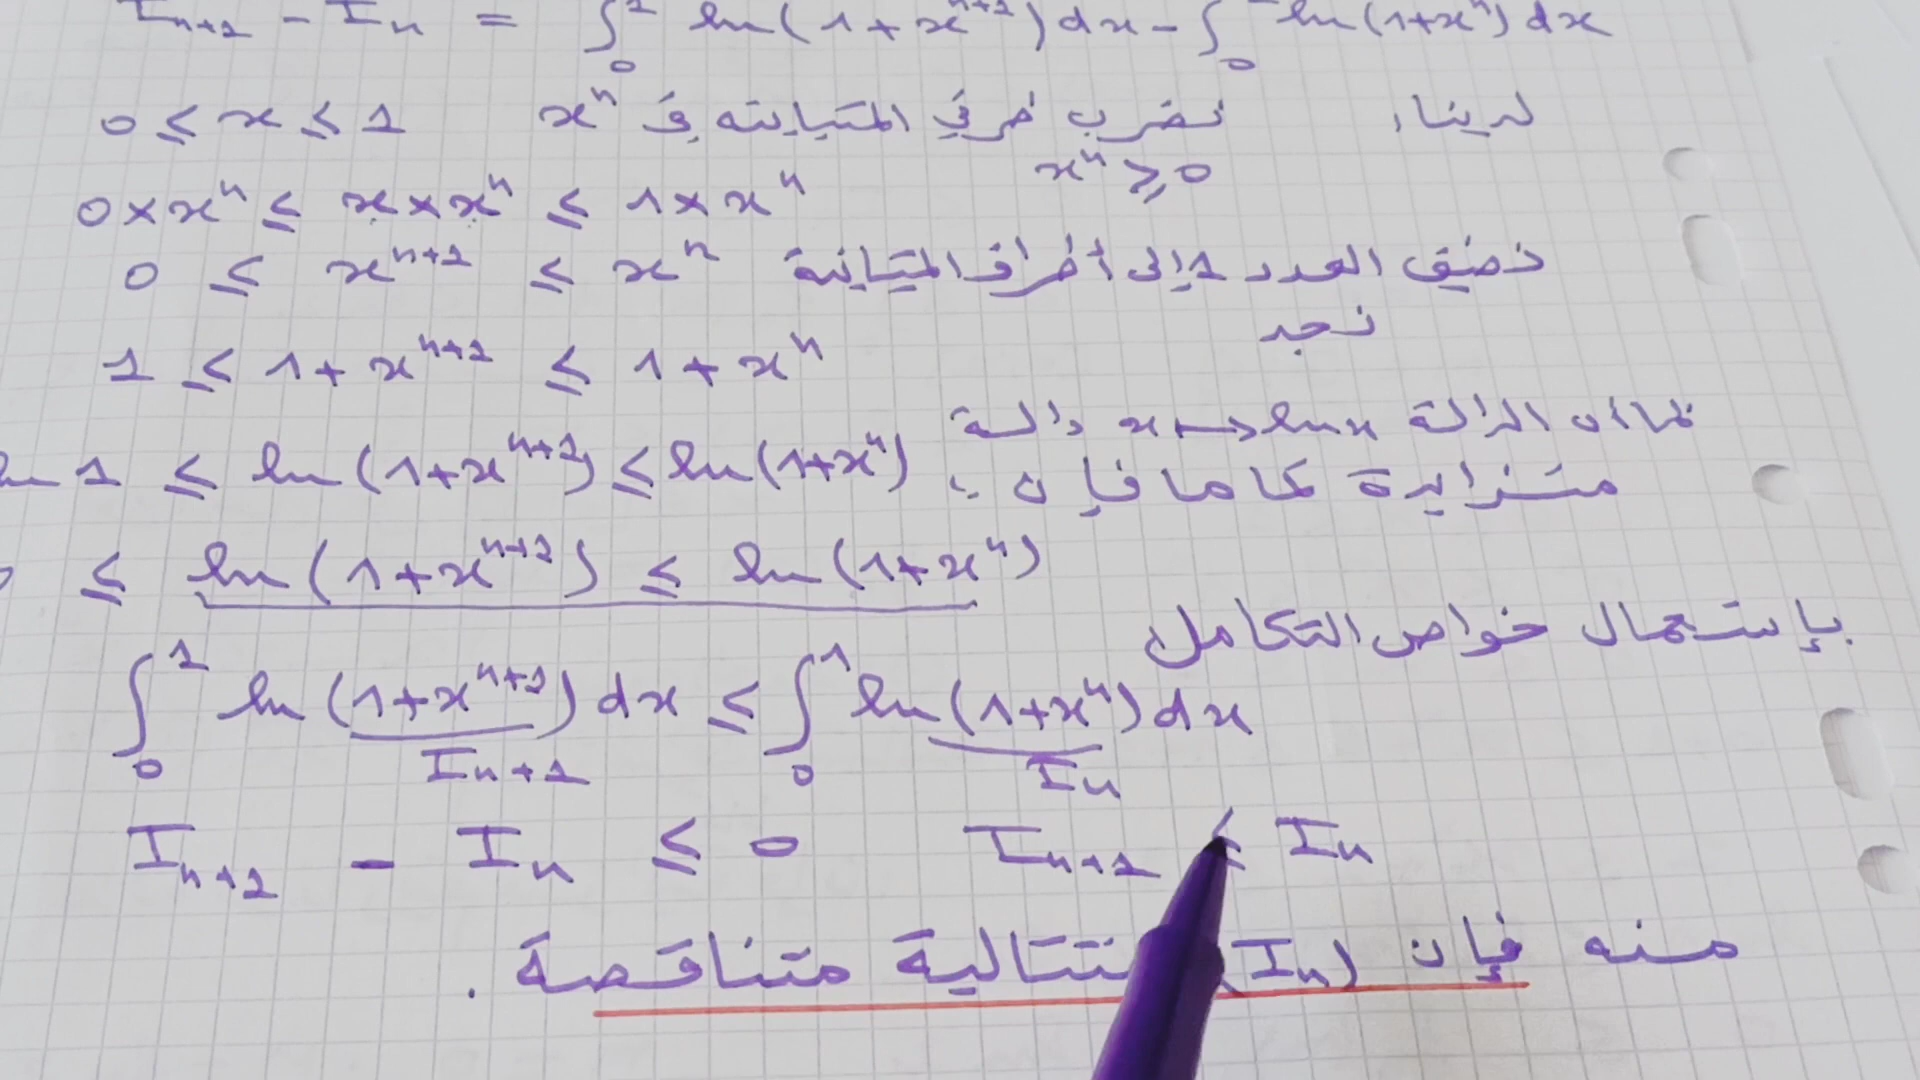 I_{n+1} - I_n = ∫_0^1 ln(1+x^{n+1})dx - ∫_0^1 ln(1+x^n)dx
لدينا: نضرب طرفي المتباينة في x^n 0 ≤ x ≤ 1
x^n ≥ 0
0×x^n ≤ x×x^n ≤ 1×x^n
0 ≤ x^{n+1} ≤ x^n نضيف العدد 1 إلى أطراف المتباينة
نجد
1 ≤ 1+x^{n+1} ≤ 1+x^n
بما أن الدالة x ↦ ln x دالة
ln 1 ≤ ln(1+x^{n+1}) ≤ ln(1+x^n) متزايدة تماما فإن:
0 ≤ ln(1+x^{n+1}) ≤ ln(1+x^n)
بإستعمال خواص التكامل
∫_0^1 ln(1+x^{n+1})dx ≤ ∫_0^1 ln(1+x^n)dx
I_{n+1} I_n
I_{n+1} - I_n ≤ 0 I_{n+1} ≤ I_n
منه فإن (I_n) متتالية متناقصة.